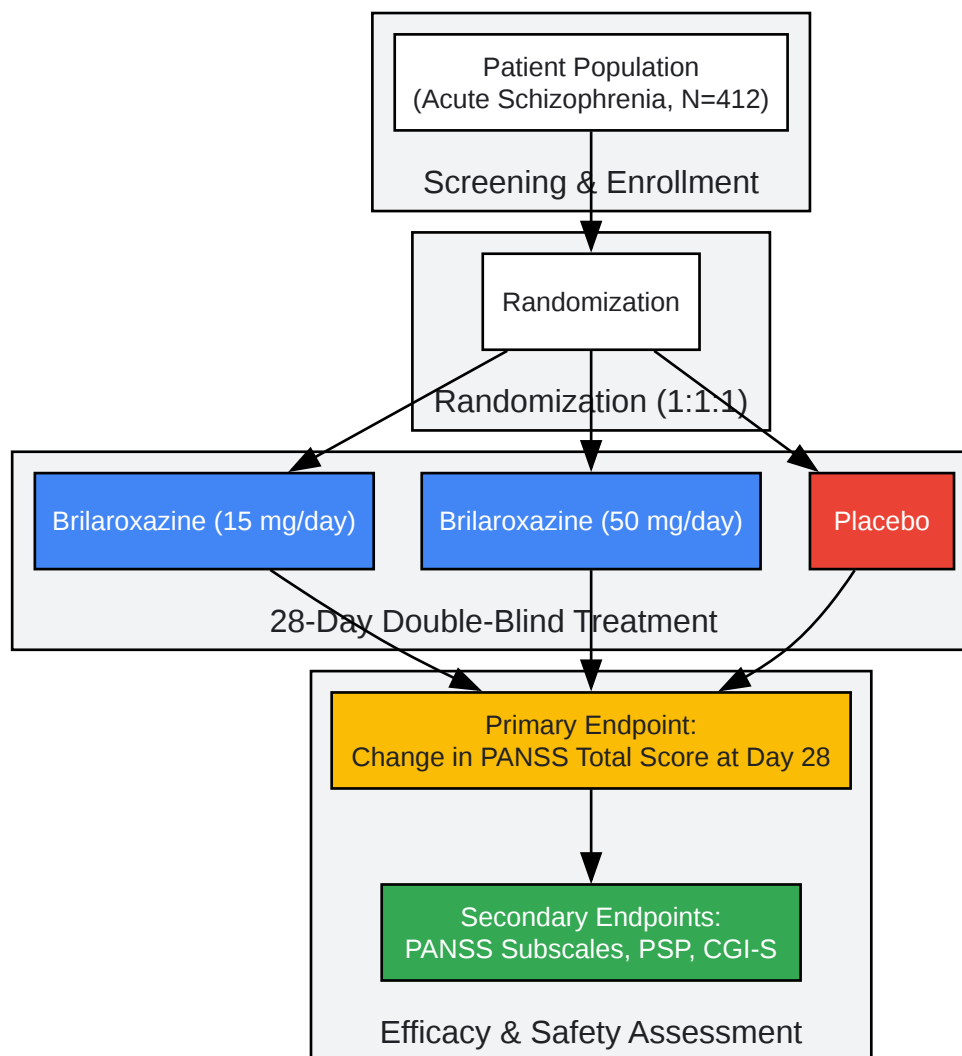 Patient Population
(Acute Schizophrenia, N=412)
Screening & Enrollment
Randomization
Randomization (1:1:1)
Brilaroxazine (15 mg/day)
Brilaroxazine (50 mg/day)
Placebo
28-Day Double-Blind Treatment
Primary Endpoint:
Change in PANSS Total Score at Day 28
Secondary Endpoints:
PANSS Subscales, PSP, CGI-S
Efficacy & Safety Assessment